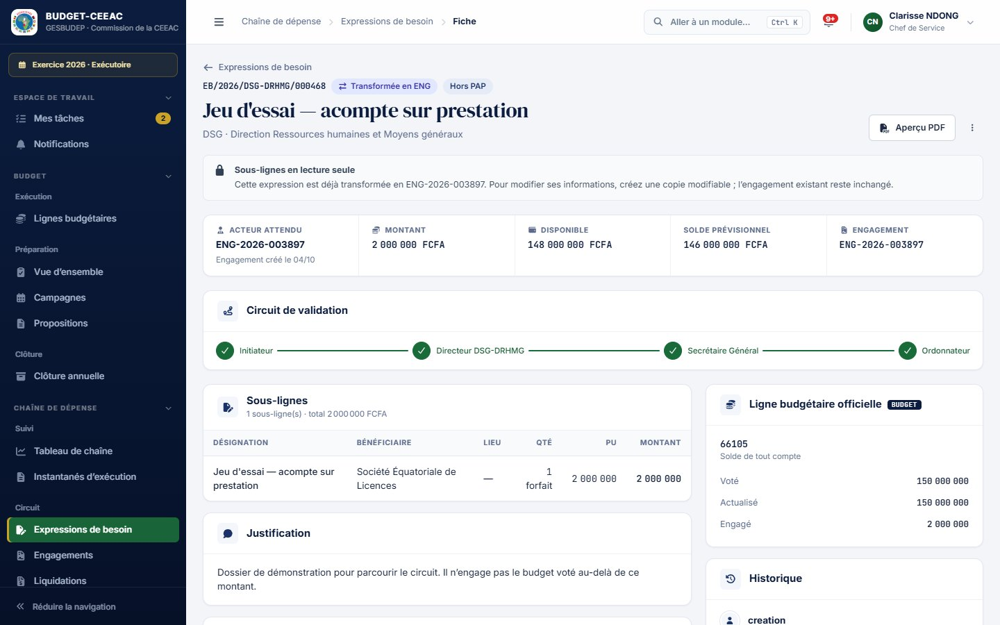 BUDGET-CEEAC
GESBUDEP · Commission de la CEEAC
Exercice 2026 · Exécutoire
ESPACE DE TRAVAIL
Mes tâches
2
Notifications
BUDGET
Exécution
Lignes budgétaires
Préparation
Vue d’ensemble
Campagnes
Propositions
Clôture
Clôture annuelle
CHAÎNE DE DÉPENSE
Suivi
Tableau de chaîne
Instantanés d’exécution
Circuit
Expressions de besoin
Engagements
Liquidations
Réduire la navigation
Chaîne de dépense
Expressions de besoin
Fiche
Aller à un module...
Ctrl K
9+
CN
Clarisse NDONG
Chef de Service
Expressions de besoin
EB/2026/DSG-DRHMG/000468
Transformée en ENG
Hors PAP
Jeu d'essai — acompte sur prestation
DSG · Direction Ressources humaines et Moyens généraux
Aperçu PDF
Sous-lignes en lecture seule
Cette expression est déjà transformée en ENG-2026-003897. Pour modifier ses informations, créez une copie modifiable ; l’engagement existant reste inchangé.
ACTEUR ATTENDU
ENG-2026-003897
Engagement créé le 04/10
MONTANT
2 000 000 FCFA
DISPONIBLE
148 000 000 FCFA
SOLDE PRÉVISIONNEL
146 000 000 FCFA
ENGAGEMENT
ENG-2026-003897
Circuit de validation
Initiateur
Directeur DSG-DRHMG
Secrétaire Général
Ordonnateur
Sous-lignes
1 sous-ligne(s) · total 2 000 000 FCFA
DÉSIGNATION BÉNÉFICIAIRE LIEU QTÉ PU MONTANT
Jeu d'essai — acompte sur prestation
Société Équatoriale de Licences
—
1 forfait
2 000 000
2 000 000
Justification
Dossier de démonstration pour parcourir le circuit. Il n’engage pas le budget voté au-delà de ce
montant.
Ligne budgétaire officielle
BUDGET
66105
Solde de tout compte
Voté 150 000 000
Actualisé 150 000 000
Engagé 2 000 000
Historique
creation